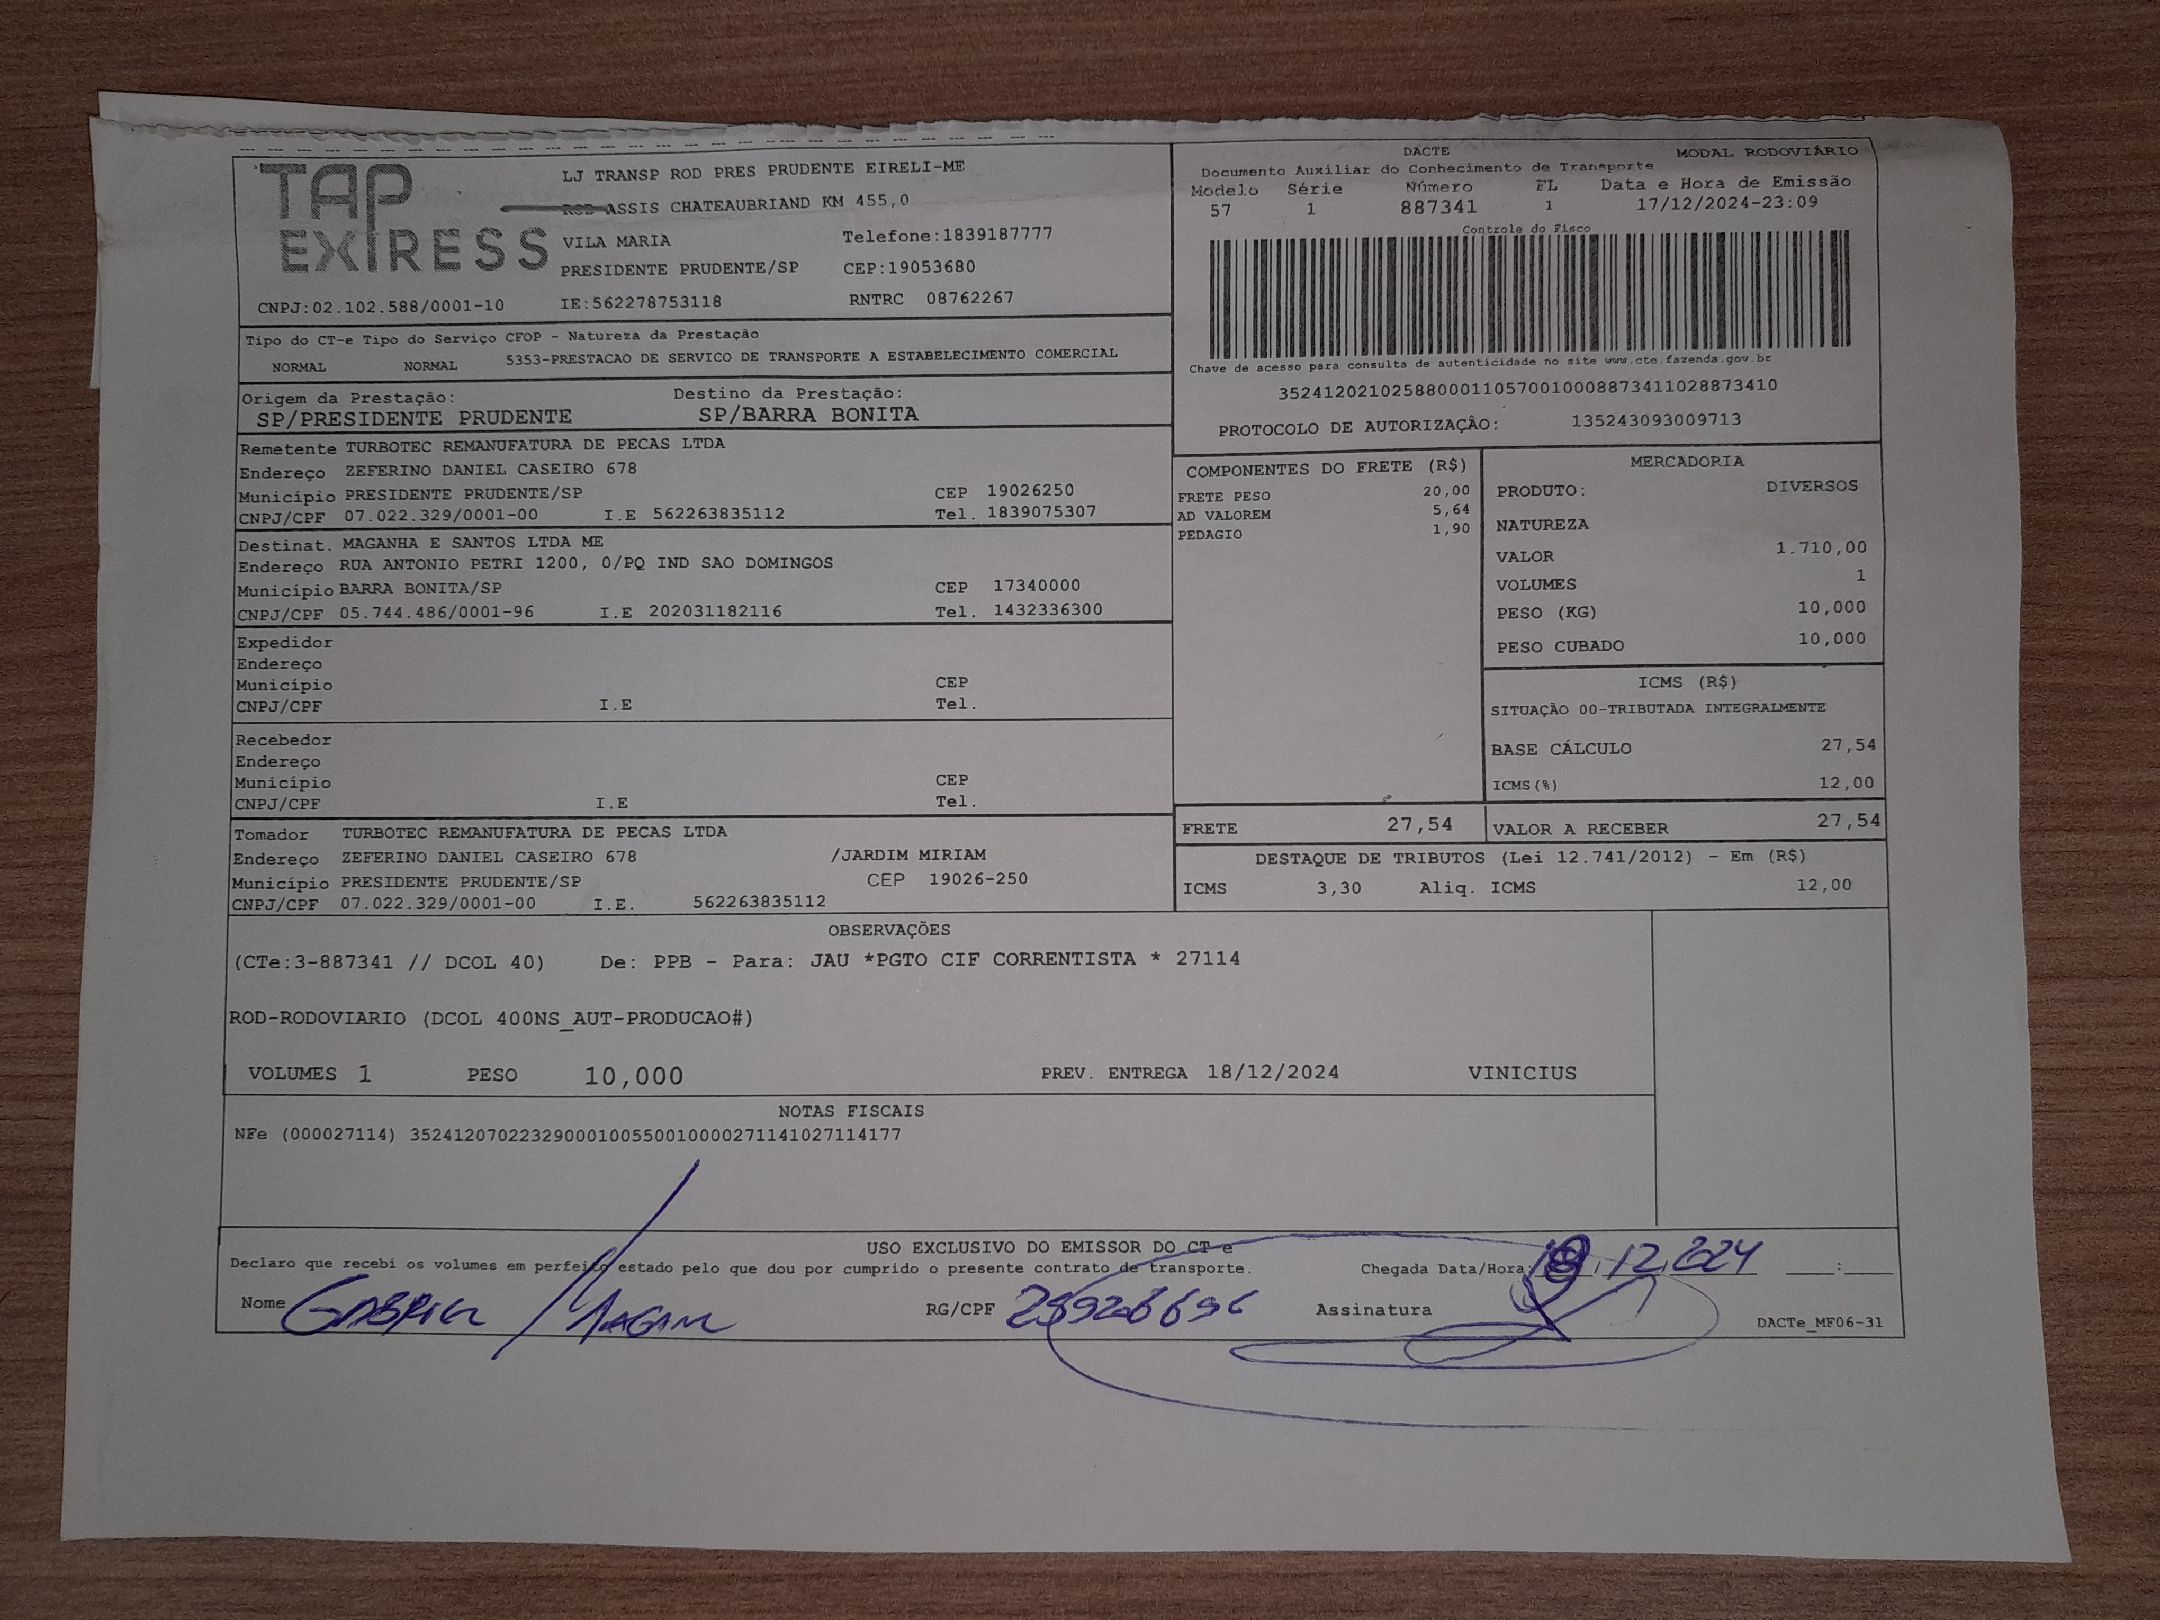 TAP EXPRESS
LJ TRANSP ROD PRES PRUDENTE EIRELI-ME
ROD ASSIS CHATEAUBRIAND KM 455,0
VILA MARIA Telefone:1839187777
PRESIDENTE PRUDENTE/SP CEP:19053680
CNPJ:02.102.588/0001-10 IE:562278753118 RNTRC 08762267
DACTE MODAL RODOVIÁRIO
Documento Auxiliar do Conhecimento de Transporte
Modelo Série Número FL Data e Hora de Emissão
57 1 887341 1 17/12/2024-23:09
Controle do Fisco
Chave de acesso para consulta de autenticidade no site www.cte.fazenda.gov.br
35241202102588000110570010008873411028873410
PROTOCOLO DE AUTORIZAÇÂO: 135243093009713
Tipo do CT-e Tipo do Serviço CFOP - Natureza da Prestação
NORMAL NORMAL 5353-PRESTACAO DE SERVICO DE TRANSPORTE A ESTABELECIMENTO COMERCIAL
Origem da Prestação: Destino da Prestação:
SP/PRESIDENTE PRUDENTE SP/BARRA BONITA
Remetente TURBOTEC REMANUFATURA DE PECAS LTDA
Endereço ZEFERINO DANIEL CASEIRO 678
Município PRESIDENTE PRUDENTE/SP CEP 19026250
CNPJ/CPF 07.022.329/0001-00 I.E 562263835112 Tel. 1839075307
Destinat. MAGANHA E SANTOS LTDA ME
Endereço RUA ANTONIO PETRI 1200, 0/PQ IND SAO DOMINGOS
Município BARRA BONITA/SP CEP 17340000
CNPJ/CPF 05.744.486/0001-96 I.E 202031182116 Tel. 1432336300
Expedidor
Endereço
Município CEP
CNPJ/CPF I.E Tel.
Recebedor
Endereço
Município CEP
CNPJ/CPF I.E Tel.
Tomador TURBOTEC REMANUFATURA DE PECAS LTDA
Endereço ZEFERINO DANIEL CASEIRO 678 /JARDIM MIRIAM
Município PRESIDENTE PRUDENTE/SP CEP 19026-250
CNPJ/CPF 07.022.329/0001-00 I.E. 562263835112
COMPONENTES DO FRETE (R$)
FRETE PESO 20,00
AD VALOREM 5,64
PEDAGIO 1,90
MERCADORIA
PRODUTO: DIVERSOS
NATUREZA
VALOR 1.710,00
VOLUMES 1
PESO (KG) 10,000
PESO CUBADO 10,000
ICMS (R$)
SITUAÇÃO 00-TRIBUTADA INTEGRALMENTE
BASE CÁLCULO 27,54
ICMS(%) 12,00
FRETE 27,54 VALOR A RECEBER 27,54
DESTAQUE DE TRIBUTOS (Lei 12.741/2012) - Em (R$)
ICMS 3,30 Aliq. ICMS 12,00
OBSERVAÇÕES
(CTe:3-887341 // DCOL 40) De: PPB - Para: JAU *PGTO CIF CORRENTISTA * 27114
ROD-RODOVIARIO (DCOL 400NS_AUT-PRODUCAO#)
VOLUMES 1 PESO 10,000 PREV. ENTREGA 18/12/2024 VINICIUS
NOTAS FISCAIS
NFe (000027114) 35241207022329000100550010000271141027114177
USO EXCLUSIVO DO EMISSOR DO CT-e
Declaro que recebi os volumes em perfeito estado pelo que dou por cumprido o presente contrato de transporte. Chegada Data/Hora 12.2024 :
Nome GABRIEL RG/CPF Assinatura
DACTe_MF06-31